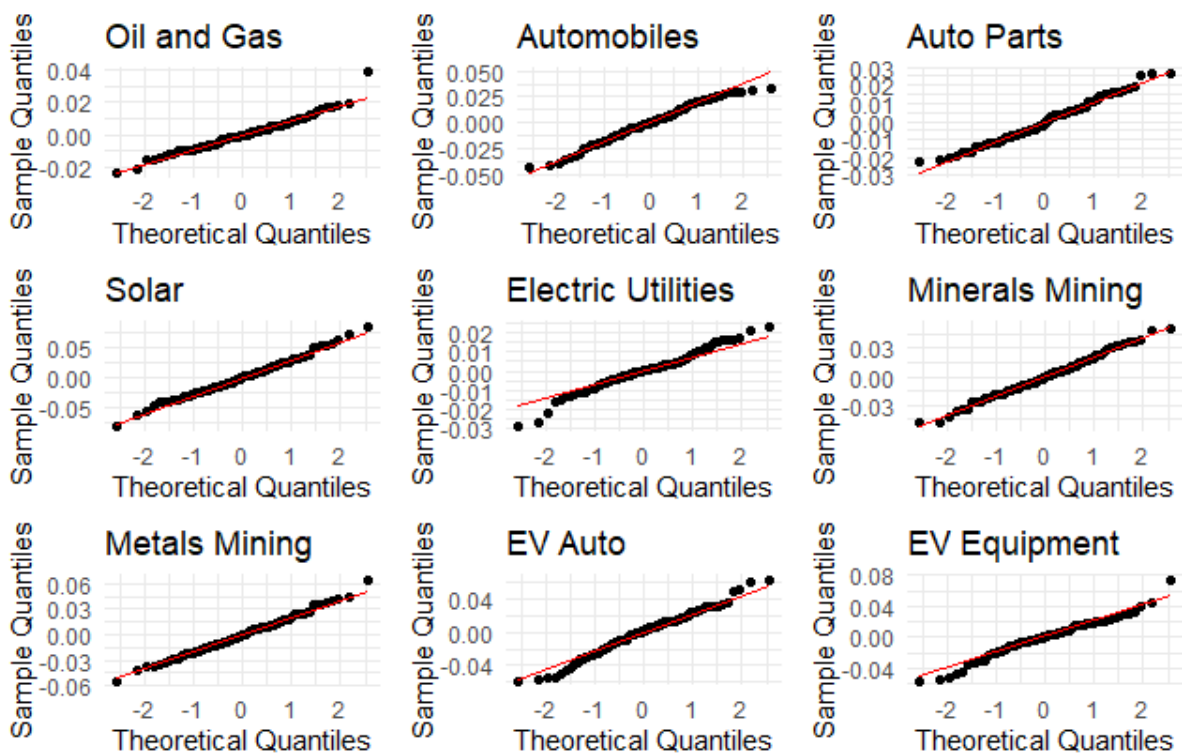 Oil and Gas
Sample Quantiles
0.04
0.02
0.00
-0.02
-2 -1 0 1 2
Theoretical Quantiles
Automobiles
Sample Quantiles
0.050
0.025
0.000
-0.025
-0.050
-2 -1 0 1 2
Theoretical Quantiles
Auto Parts
Sample Quantiles
0.03
0.02
0.01
0.00
-0.01
-0.02
-0.03
-2 -1 0 1 2
Theoretical Quantiles
Solar
Sample Quantiles
0.05
0.00
-0.05
-2 -1 0 1 2
Theoretical Quantiles
Electric Utilities
Sample Quantiles
0.02
0.01
0.00
-0.01
-0.02
-0.03
-2 -1 0 1 2
Theoretical Quantiles
Minerals Mining
Sample Quantiles
0.03
0.00
-0.03
-2 -1 0 1 2
Theoretical Quantiles
Metals Mining
Sample Quantiles
0.06
0.03
0.00
-0.03
-0.06
-2 -1 0 1 2
Theoretical Quantiles
EV Auto
Sample Quantiles
0.04
0.00
-0.04
-2 -1 0 1 2
Theoretical Quantiles
EV Equipment
Sample Quantiles
0.08
0.04
0.00
-0.04
-2 -1 0 1 2
Theoretical Quantiles